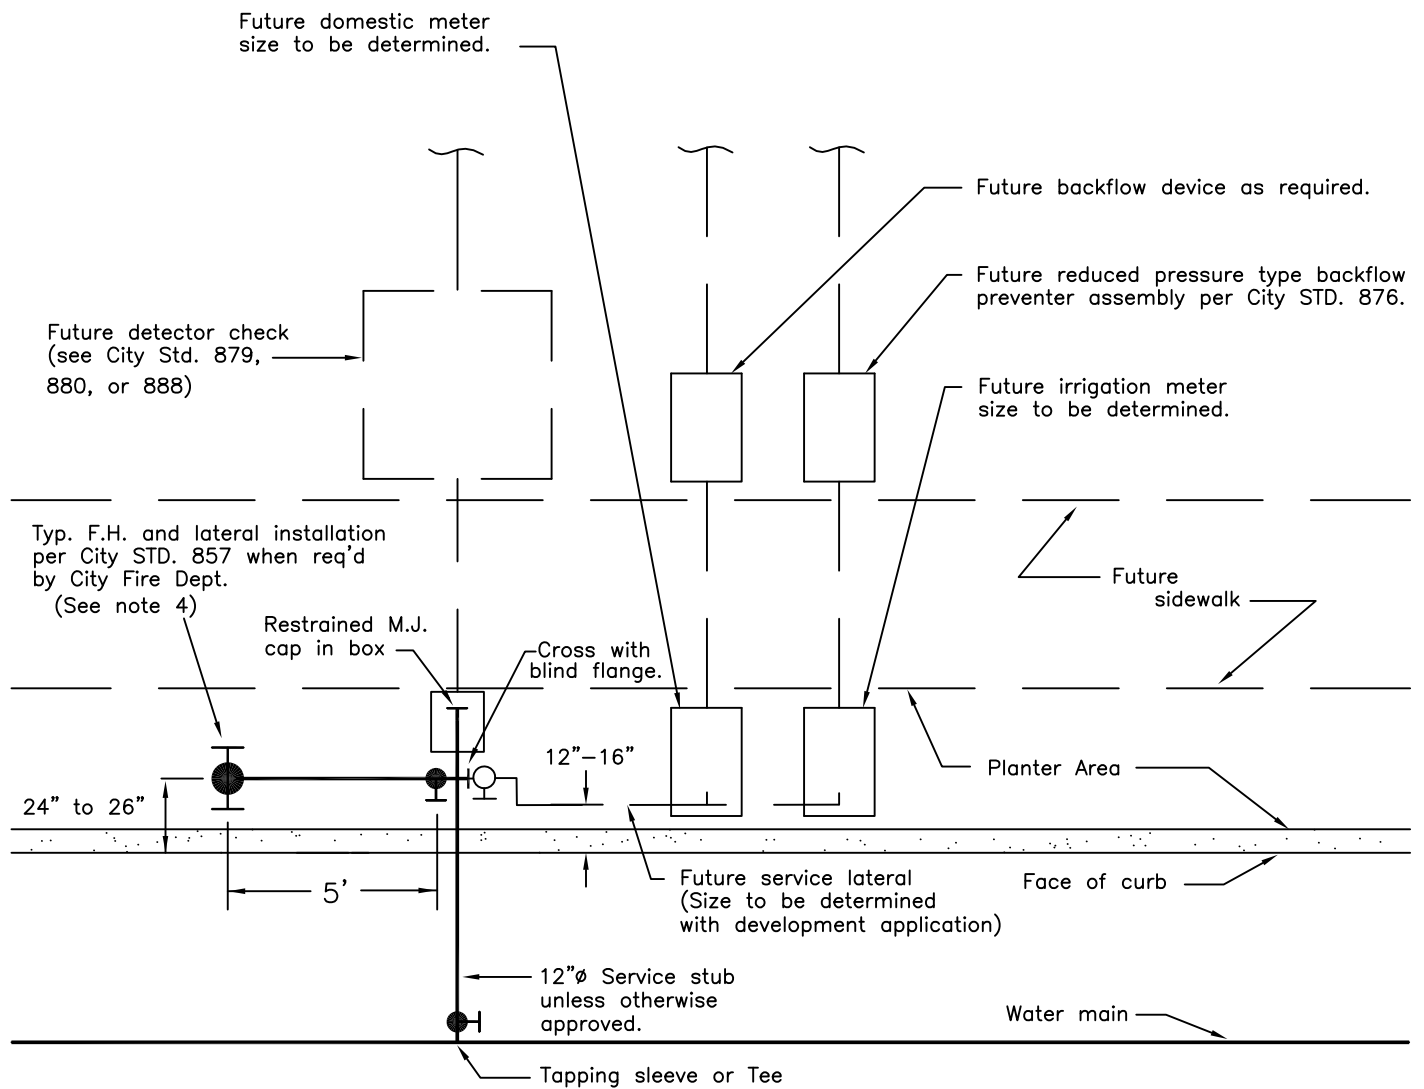 Future domestic meter
size to be determined.
Future backflow device as required.
Future reduced pressure type backflow
preventer assembly per City STD. 876.
Future detector check
(see City Std. 879,
880, or 888)
Future irrigation meter
size to be determined.
Typ. F.H. and lateral installation
per City STD. 857 when req'd
by City Fire Dept.
(See note 4)
Future
sidewalk
Restrained M.J.
cap in box
Cross with
blind flange.
12"-16"
Planter Area
24" to 26"
5'
Future service lateral
(Size to be determined
with development application)
Face of curb
12"ø Service stub
unless otherwise
approved.
Water main
Tapping sleeve or Tee